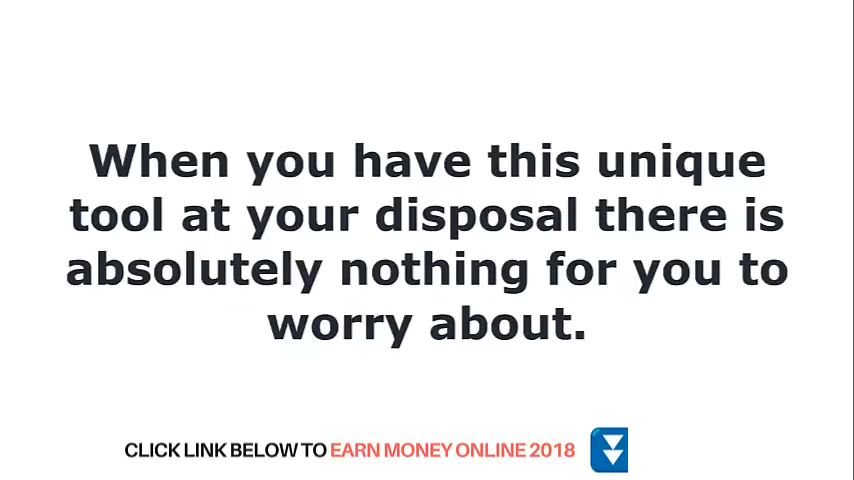 When you have this unique
tool at your disposal there is
absolutely nothing for you to
worry about.
CLICK LINK BELOW TO EARN MONEY ONLINE 2018